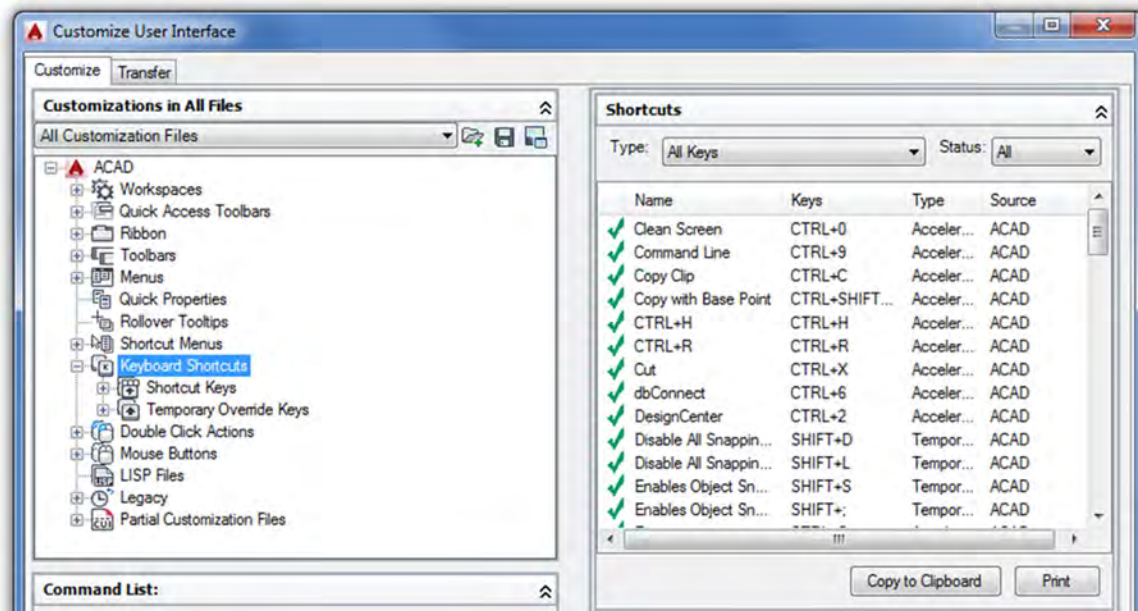 Customize User Interface
Customize Transfer
Customizations in All Files
All Customization Files
ACAD
Workspaces
Quick Access Toolbars
Ribbon
Toolbars
Menus
Quick Properties
Rollover Tooltips
Shortcut Menus
Keyboard Shortcuts
Shortcut Keys
Temporary Override Keys
Double Click Actions
Mouse Buttons
LISP Files
Legacy
Partial Customization Files
Command List:
Shortcuts
Type: All Keys Status: All
Name Keys Type Source
Clean Screen CTRL+0 Acceler... ACAD
Command Line CTRL+9 Acceler... ACAD
Copy Clip CTRL+C Acceler... ACAD
Copy with Base Point CTRL+SHIFT... Acceler... ACAD
CTRL+H CTRL+H Acceler... ACAD
CTRL+R CTRL+R Acceler... ACAD
Cut CTRL+X Acceler... ACAD
dbConnect CTRL+6 Acceler... ACAD
DesignCenter CTRL+2 Acceler... ACAD
Disable All Snappin... SHIFT+D Tempor... ACAD
Disable All Snappin... SHIFT+L Tempor... ACAD
Enables Object Sn... SHIFT+S Tempor... ACAD
Enables Object Sn... SHIFT+; Tempor... ACAD
Copy to Clipboard Print